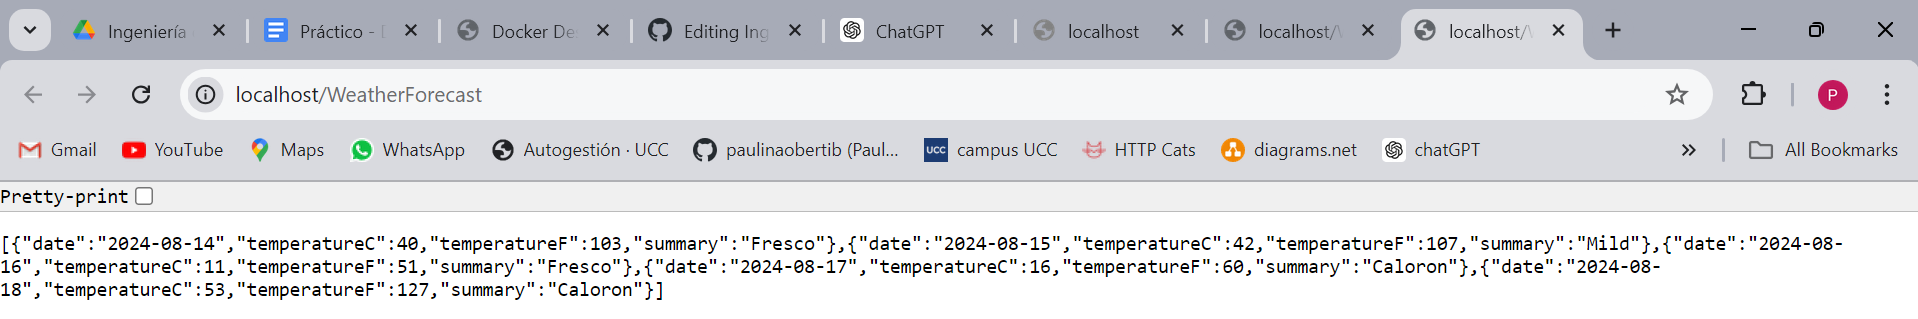 Ingeniería
Práctico - E
Docker De
Editing Ing
ChatGPT
localhost
localhost/
localhost/
localhost/WeatherForecast
P
Gmail
YouTube
Maps
WhatsApp
Autogestión · UCC
paulinaobertib (Paul...
UCC
campus UCC
HTTP Cats
diagrams.net
chatGPT
»
All Bookmarks
Pretty-print
[{"date":"2024-08-14","temperatureC":40,"temperatureF":103,"summary":"Fresco"},{"date":"2024-08-15","temperatureC":42,"temperatureF":107,"summary":"Mild"},{"date":"2024-08-
16","temperatureC":11,"temperatureF":51,"summary":"Fresco"},{"date":"2024-08-17","temperatureC":16,"temperatureF":60,"summary":"Caloron"},{"date":"2024-08-
18","temperatureC":53,"temperatureF":127,"summary":"Caloron"}]